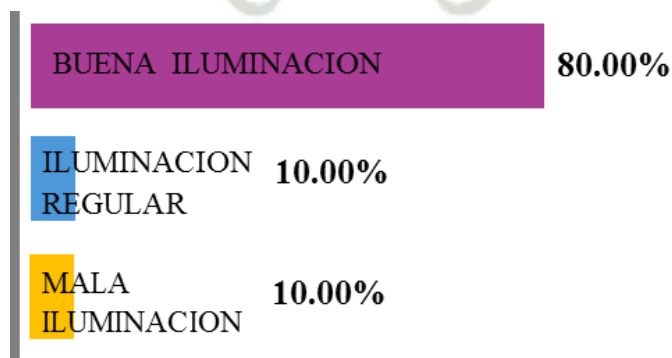 BUENA ILUMINACION 80.00%
ILUMINACION
REGULAR
10.00%
MALA
ILUMINACION
10.00%